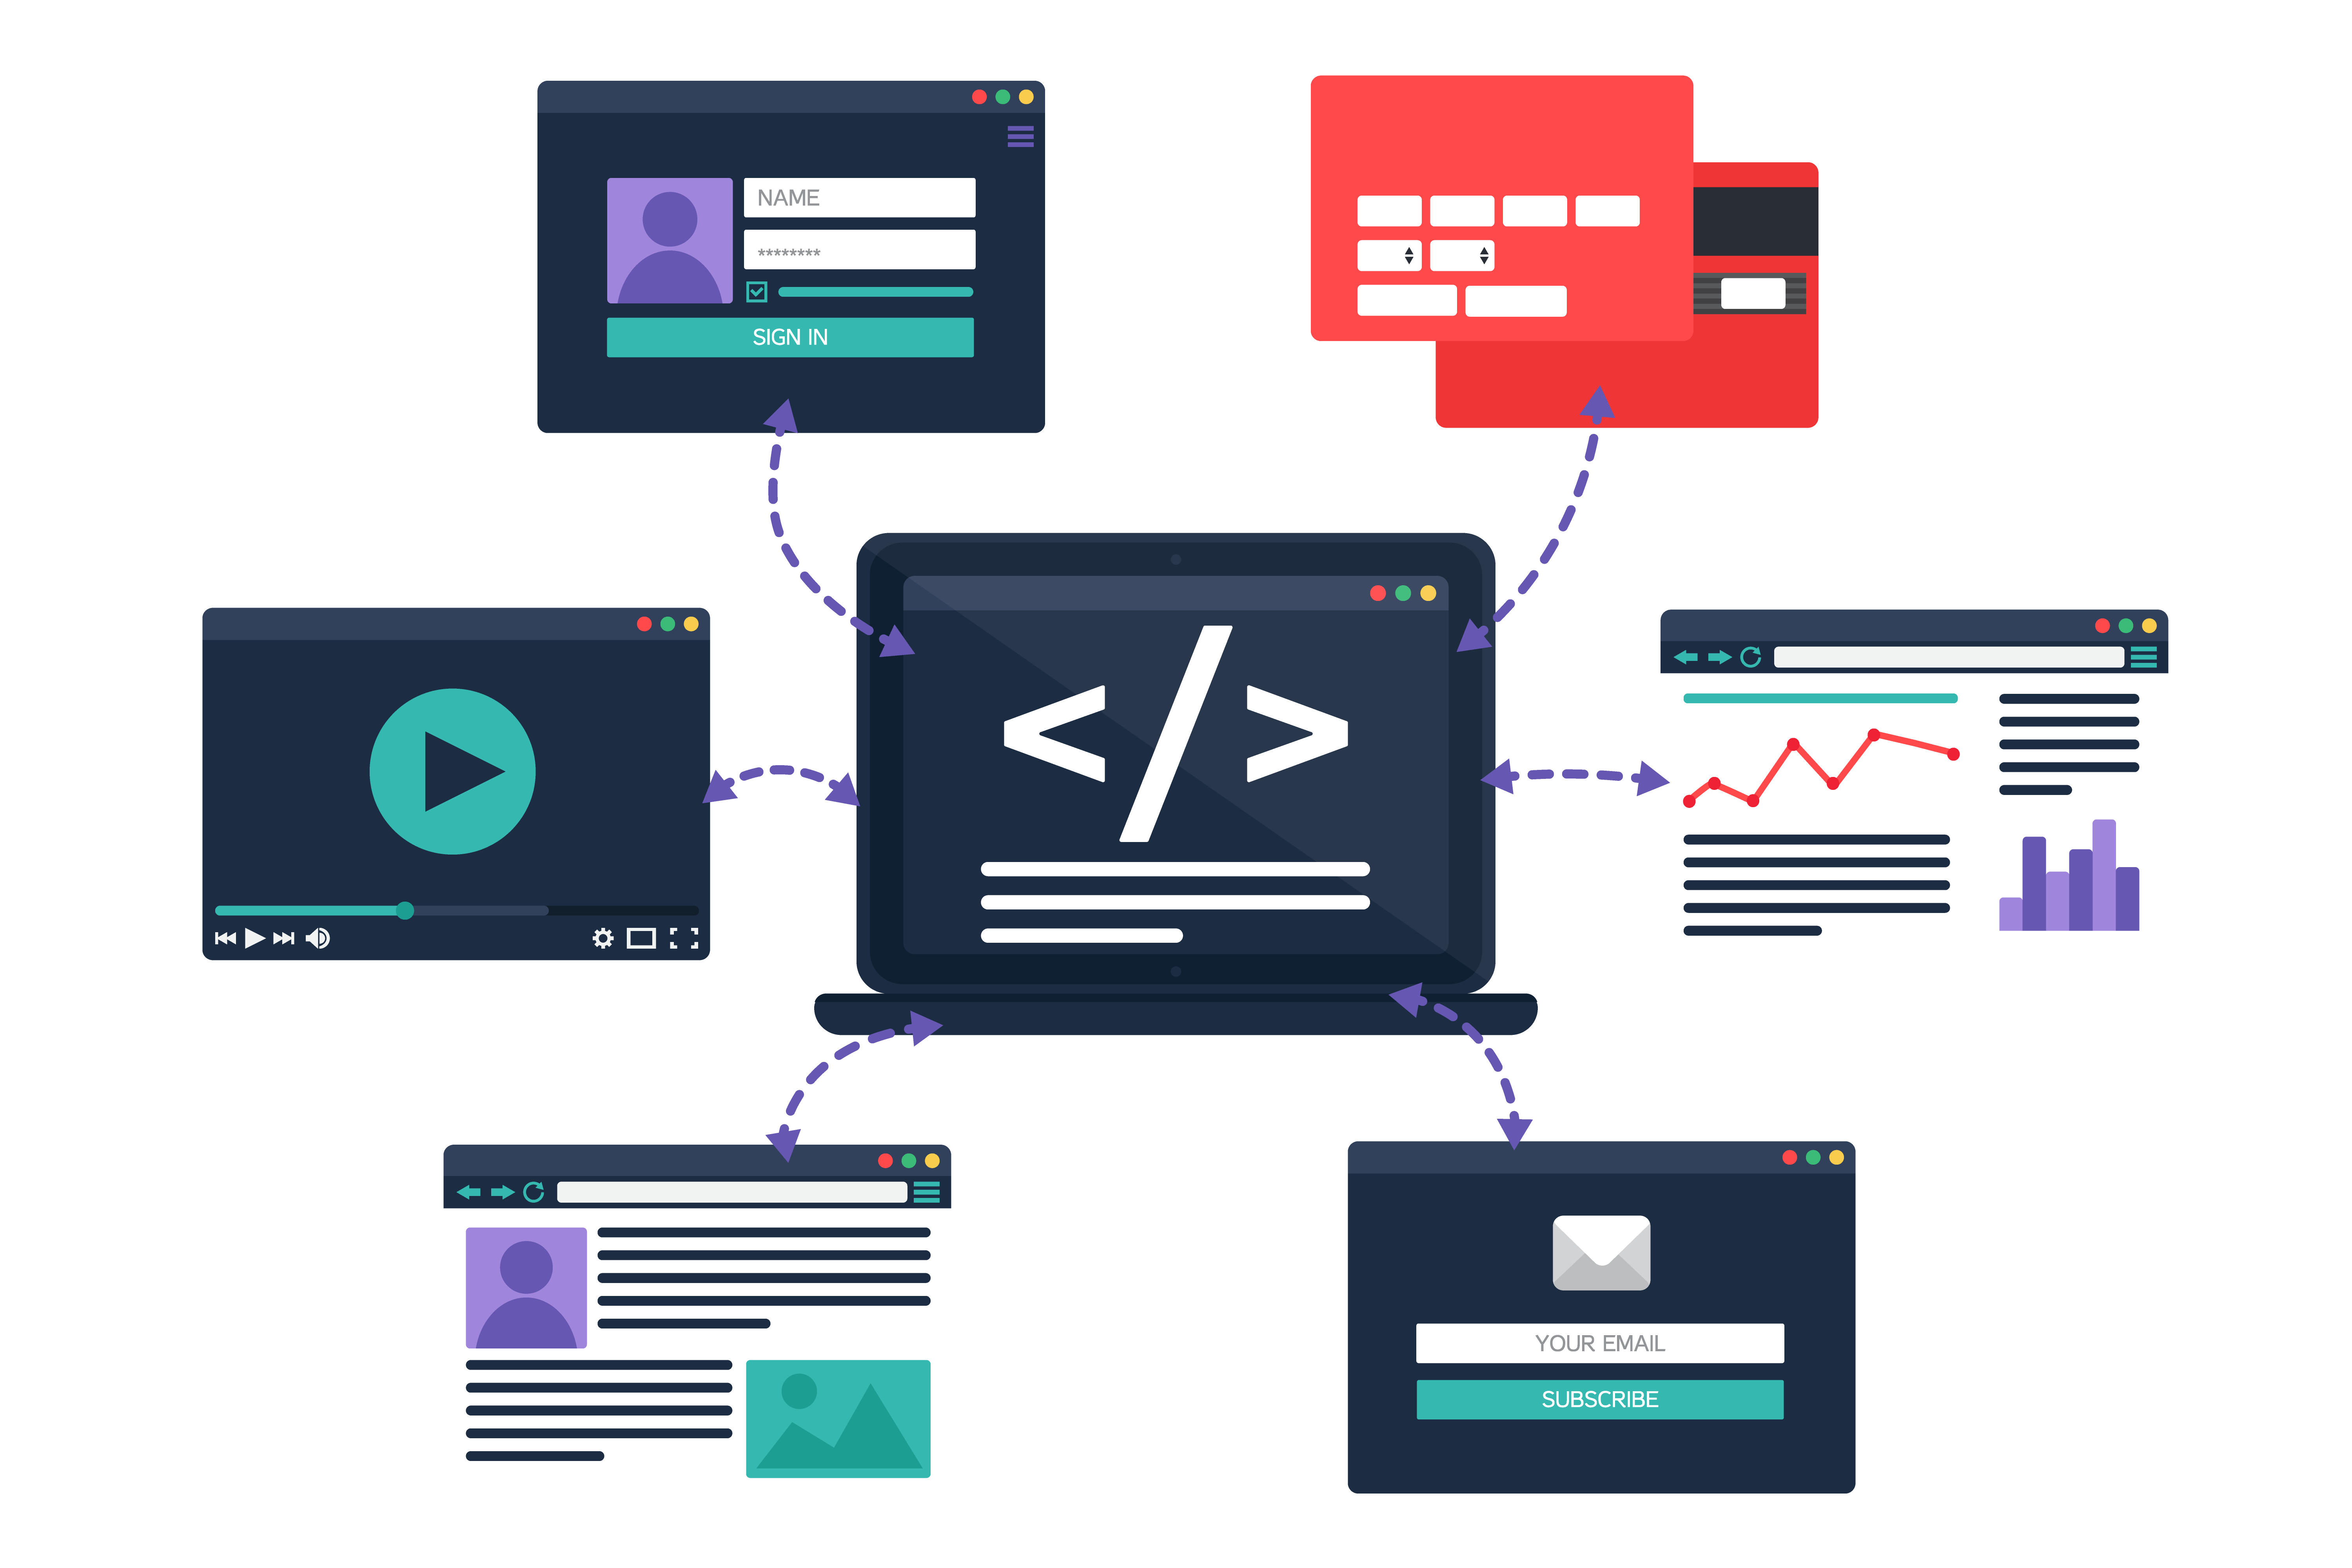 NAME
********
SIGN IN
</>
YOUR EMAIL
SUBSCRIBE